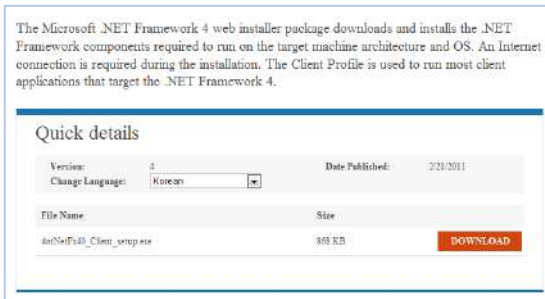 The Microsoft .NET Framework 4 web installer package downloads and installs the .NET
Framework components required to run on the target machine architecture and OS. An Internet
connection is required during the installation. The Client Profile is used to run most client
applications that target the .NET Framework 4.
Quick details
Version: 4 Date Published: 2/21/2011
Change Language: Korean
File Name Size
dotNetFx40_Client_setup.exe 868 KB DOWNLOAD